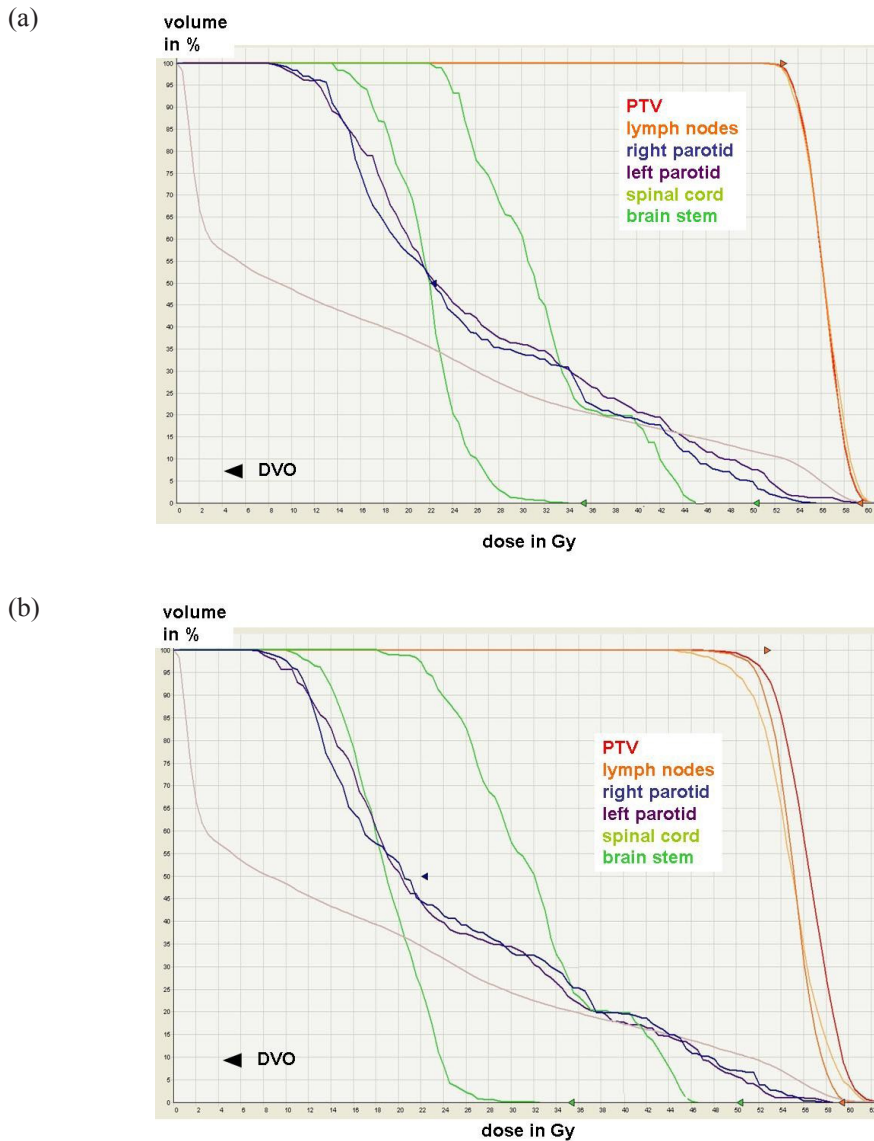 (a)
volume
in %
100
95
90
85
80
75
70
65
60
55
50
45
40
35
30
25
20
15
10
5
0
PTV
lymph nodes
right parotid
left parotid
spinal cord
brain stem
DVO
0 2 4 6 8 10 12 14 16 18 20 22 24 26 28 30 32 34 36 38 40 42 44 46 48 50 52 54 56 58 60
dose in Gy
(b)
volume
in %
100
95
90
85
80
75
70
65
60
55
50
45
40
35
30
25
20
15
10
5
0
PTV
lymph nodes
right parotid
left parotid
spinal cord
brain stem
DVO
0 2 4 6 8 10 12 14 16 18 20 22 24 26 28 30 32 34 36 38 40 42 44 46 48 50 52 54 56 58 60 62
dose in Gy